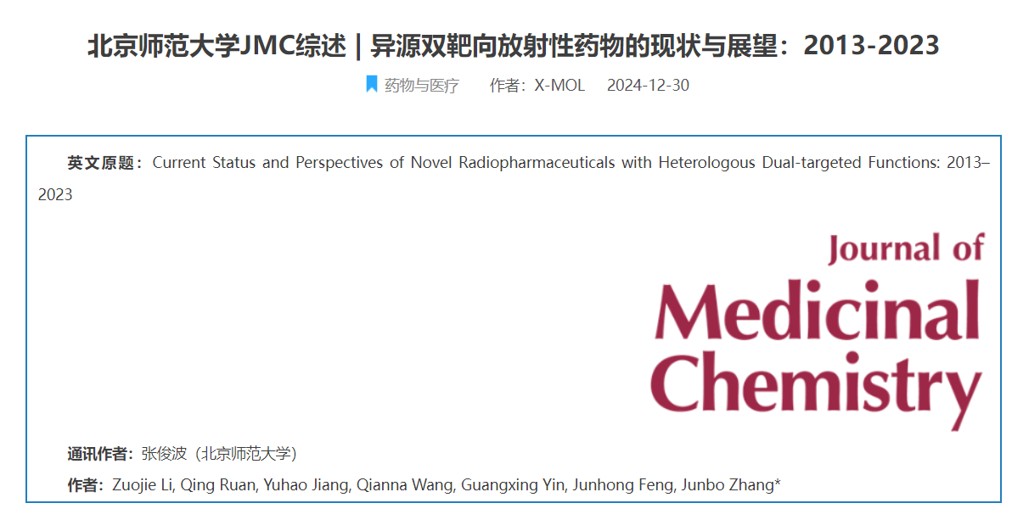 北京师范大学JMC综述 | 异源双靶向放射性药物的现状与展望：2013-2023
药物与医疗 作者：X-MOL 2024-12-30
英文原题：Current Status and Perspectives of Novel Radiopharmaceuticals with Heterologous Dual-targeted Functions: 2013–
2023
Journal of
Medicinal
Chemistry
通讯作者：张俊波（北京师范大学）
作者：Zuojie Li, Qing Ruan, Yuhao Jiang, Qianna Wang, Guangxing Yin, Junhong Feng, Junbo Zhang*